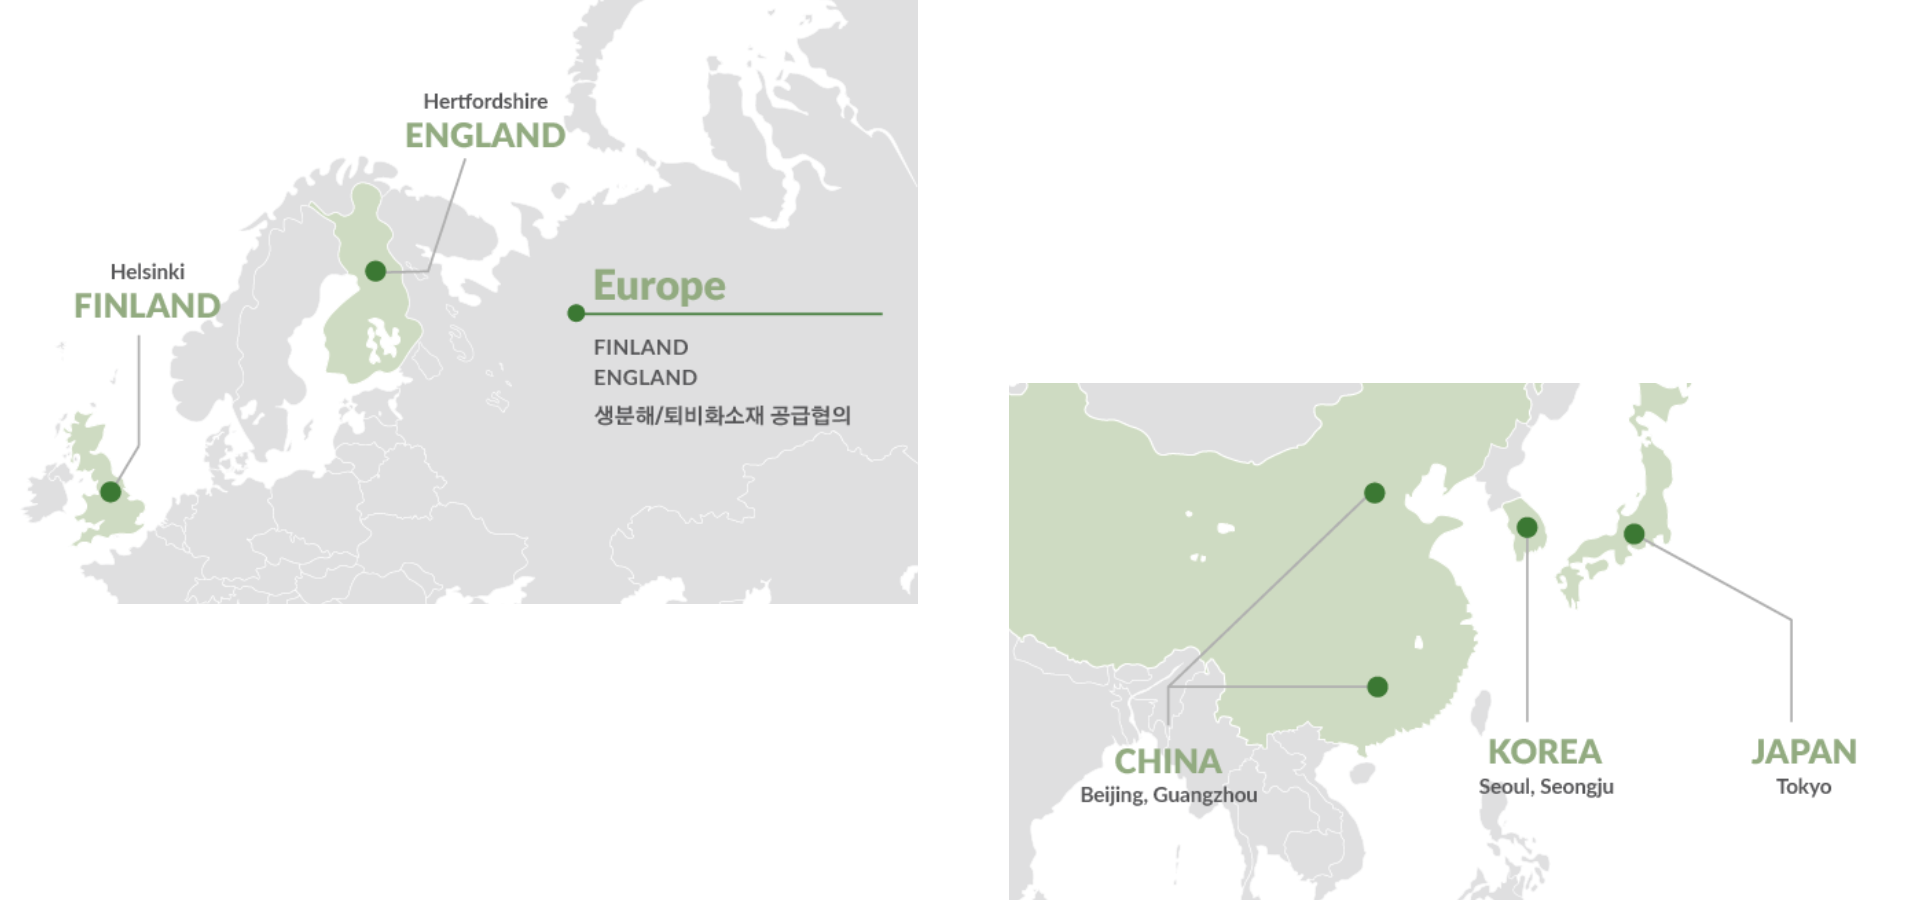 Hertfordshire
ENGLAND
Helsinki
FINLAND
Europe
FINLAND
ENGLAND
생분해/퇴비화소재 공급협의
CHINA
Beijing, Guangzhou
KOREA
Seoul, Seongju
JAPAN
Tokyo